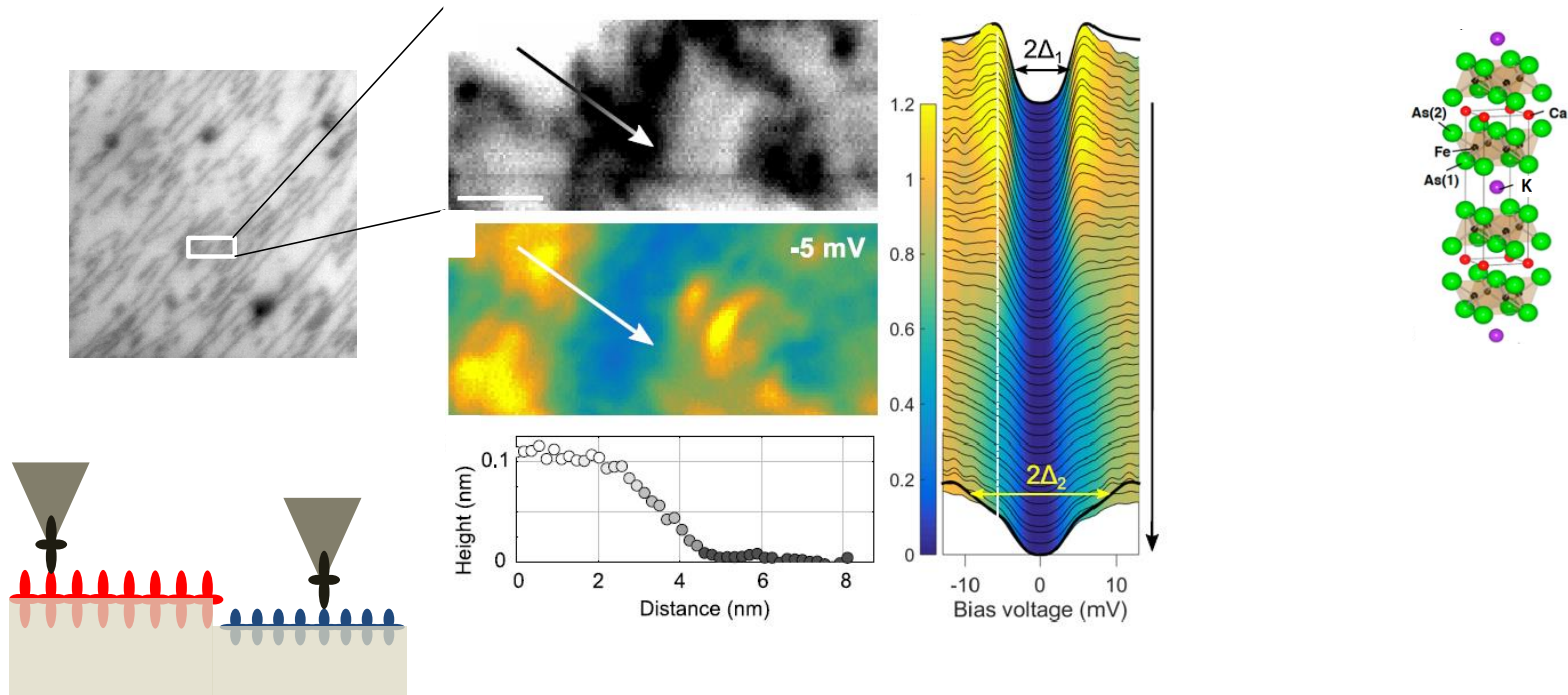 -5 mV
Height (nm)
0.1
0
0
2
4
6
8
Distance (nm)
2Δ1
1.2
1
0.8
0.6
0.4
0.2
0
2Δ2
-10
0
10
Bias voltage (mV)
As(2)
Ca
Fe
As(1)
K